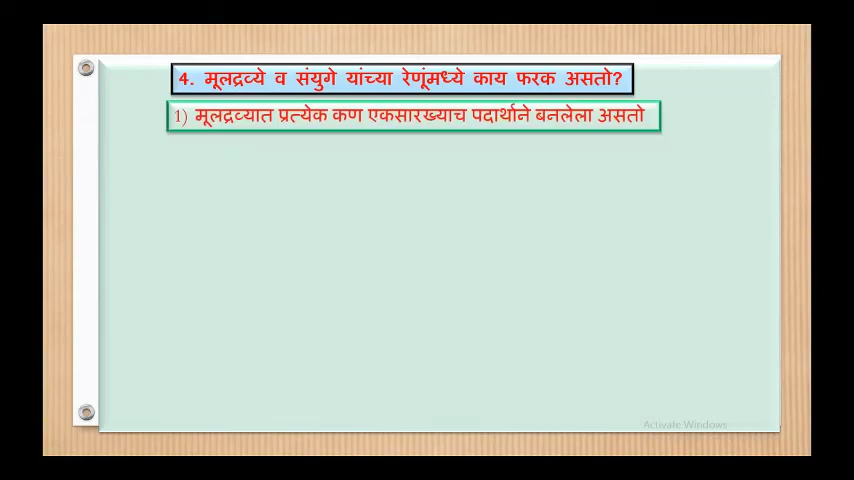 4. मूलद्रव्ये व संयुगे यांच्या रेणूंमध्ये काय फरक असतो?
1) मूलद्रव्यात प्रत्येक कण एकसारख्याच पदार्थाने बनलेला असतो
Activate Windows